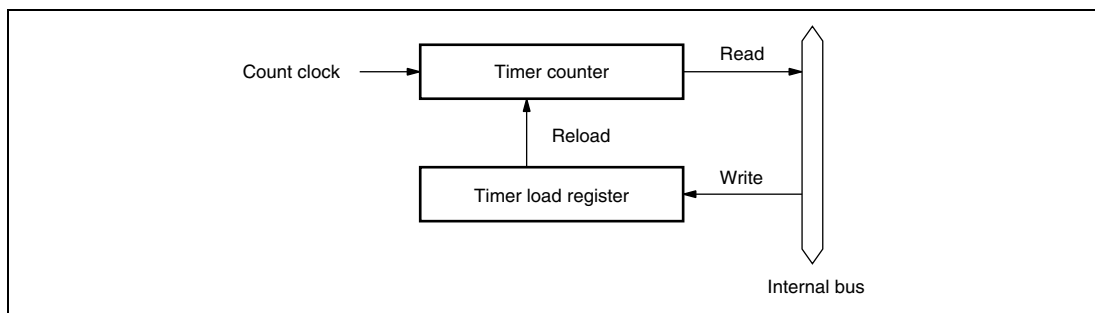 Count clock
Timer counter
Read
Reload
Timer load register
Write
Internal bus